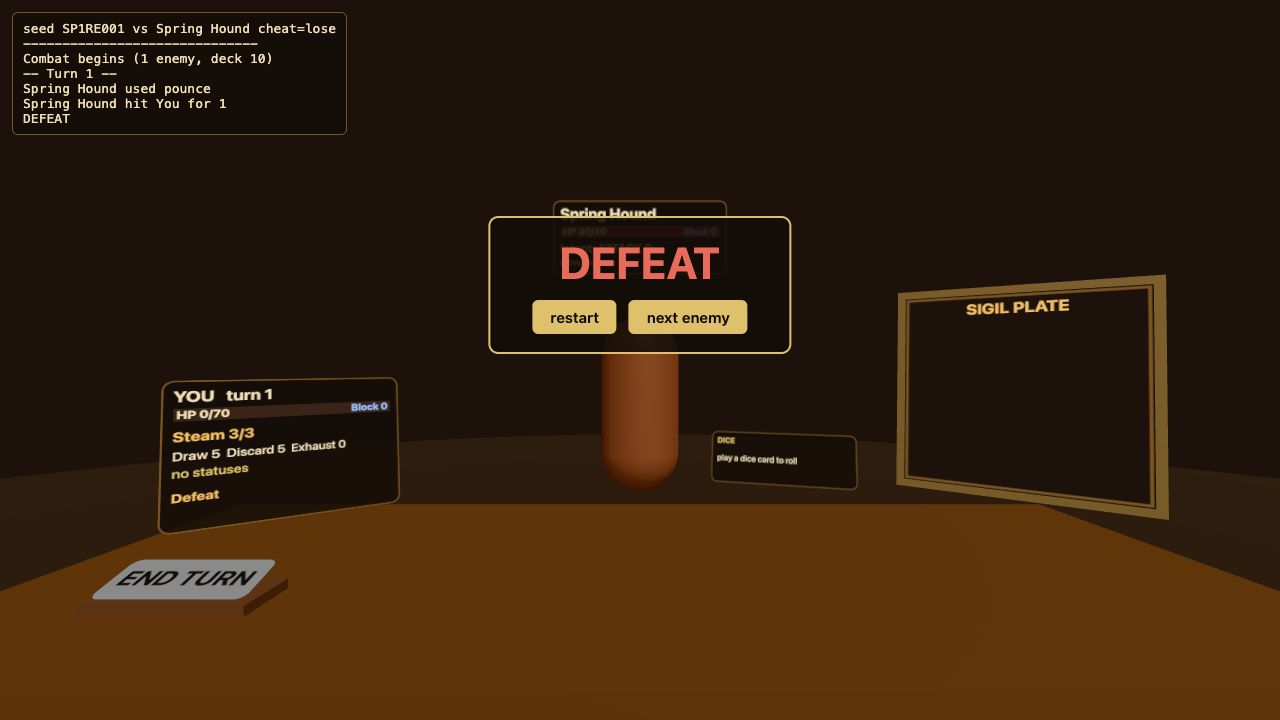 seed SP1RE001 vs Spring Hound cheat=lose
──────────────────────────────
Combat begins (1 enemy, deck 10)
── Turn 1 ──
Spring Hound used pounce
Spring Hound hit You for 1
DEFEAT
Spring Hound
HP 30/30 Block 0
DEFEAT
restart next enemy
SIGIL PLATE
YOU turn 1
HP 0/70 Block 0
Steam 3/3
Draw 5 Discard 5 Exhaust 0
no statuses
Defeat
DICE
play a dice card to roll
END TURN